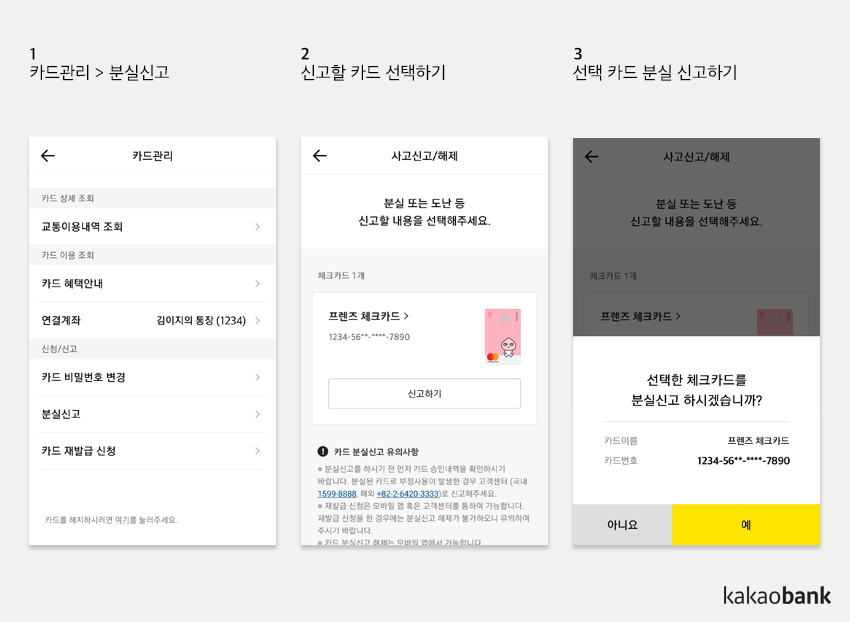 1
카드관리 > 분실신고
카드관리
카드 상세 조회
교통이용내역 조회
카드 이용 조회
카드 혜택안내
연결계좌 김이지의 통장 (1234)
신청/신고
카드 비밀번호 변경
분실신고
카드 재발급 신청
카드를 해지하시려면 여기를 눌러주세요.
2
신고할 카드 선택하기
사고신고/해제
분실 또는 도난 등
신고할 내용을 선택해주세요.
체크카드 1개
프렌즈 체크카드 >
1234-56**-****-7890
신고하기
카드 분실신고 유의사항
※ 분실신고를 하시기 전 먼저 카드 승인내역을 확인하시기
바랍니다. 분실된 카드로 부정사용이 발생한 경우 고객센터 (국내
1599-8888, 해외 +82-2-6420-3333)로 신고해주세요.
※ 재발급 신청은 모바일 앱 혹은 고객센터를 통하여 가능합니다.
재발급 신청을 한 경우에는 분실신고 해제가 불가하오니 유의하여
주시기 바랍니다.
※ 카드 분실신고 해제는 모바일 앱에서 가능합니다
3
선택 카드 분실 신고하기
사고신고/해제
분실 또는 도난 등
신고할 내용을 선택해주세요.
체크카드 1개
프렌즈 체크카드 >
선택한 체크카드를
분실신고 하시겠습니까?
카드이름 프렌즈 체크카드
카드번호 1234-56**-****-7890
아니요 예
kakaobank